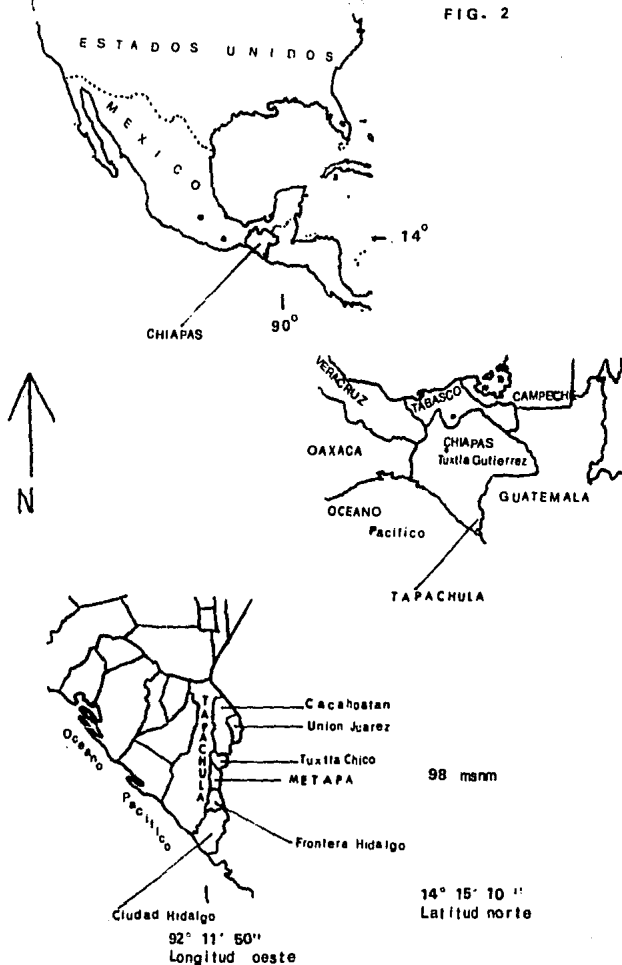 FIG. 2
ESTADOS UNIDOS
MEXICO
14°
90°
CHIAPAS
N
VERACRUZ
TABASCO
CAMPECHE
OAXACA
CHIAPAS
Tuxtla Gutierrez
GUATEMALA
OCEANO
Pacífico
TAPACHULA
TAPACHULA
Cacahoatan
Union Juarez
Tuxtla Chico
METAPA
98 msnm
Oceano
Pacifico
Frontera Hidalgo
Ciudad Hidalgo
14° 15' 10"
Latitud norte
92° 11' 50"
Longitud oeste